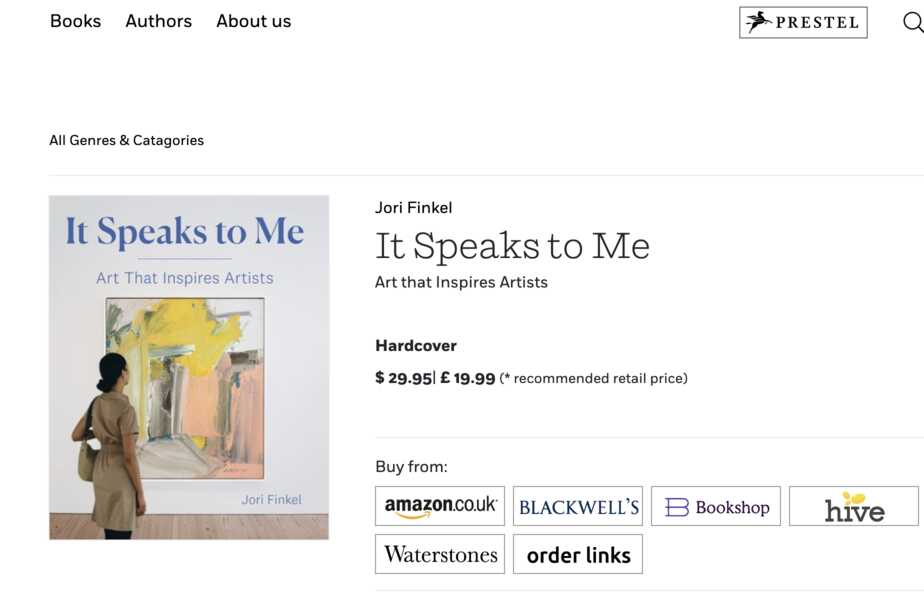 Books Authors About us PRESTEL
All Genres & Catagories
It Speaks to Me
Art That Inspires Artists
Jori Finkel
Jori Finkel
It Speaks to Me
Art that Inspires Artists
Hardcover
$ 29.95| £ 19.99 (* recommended retail price)
Buy from:
amazon.co.uk BLACKWELL'S Bookshop hive
Waterstones order links